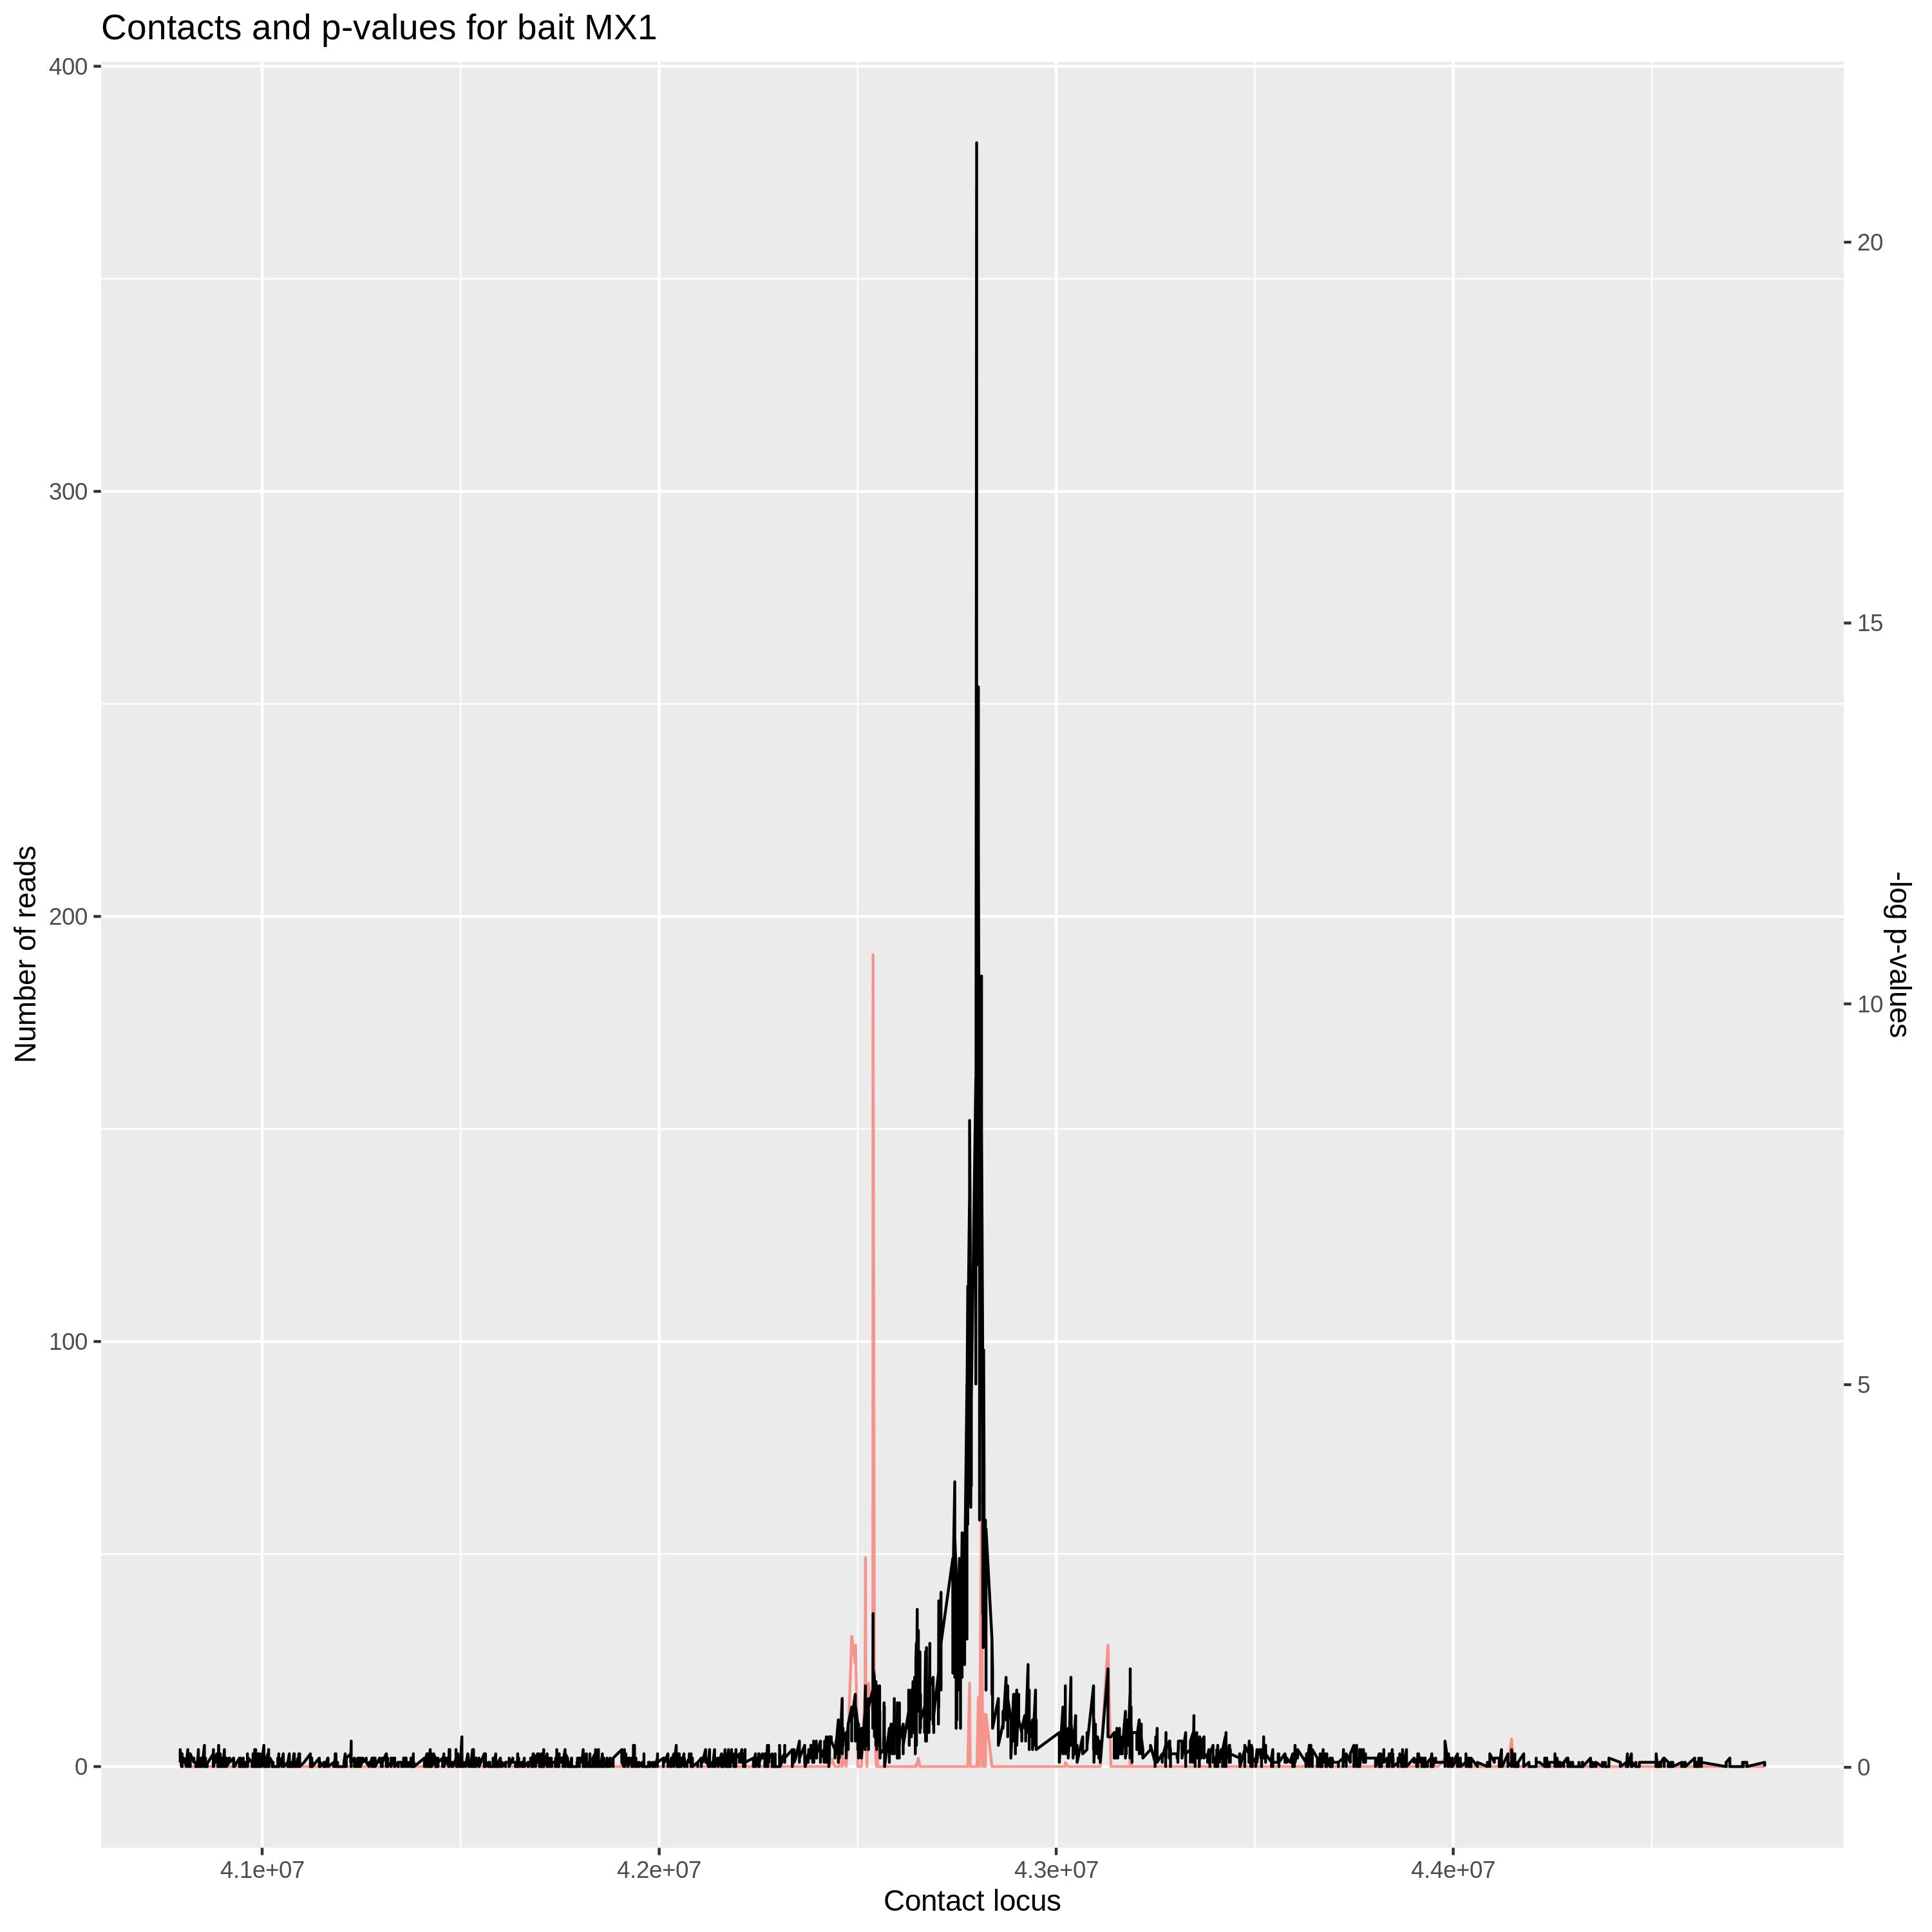 Contacts and p-values for bait MX1
400
300
200
100
0
Number of reads
20
15
10
5
0
-log p-values
4.1e+07
4.2e+07
4.3e+07
4.4e+07
Contact locus